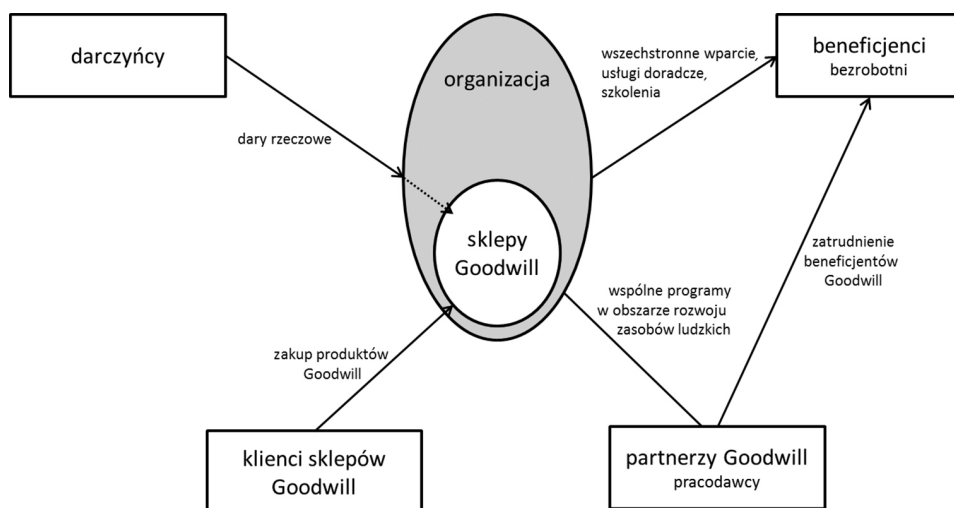 darczyńcy
dary rzeczowe
organizacja
sklepy
Goodwill
wszechstronne wparcie,
usługi doradcze,
szkolenia
beneficjenci
bezrobotni
zatrudnienie
beneficjentów
Goodwill
wspólne programy
w obszarze rozwoju
zasobów ludzkich
zakup produktów
Goodwill
klienci sklepów
Goodwill
partnerzy Goodwill
pracodawcy